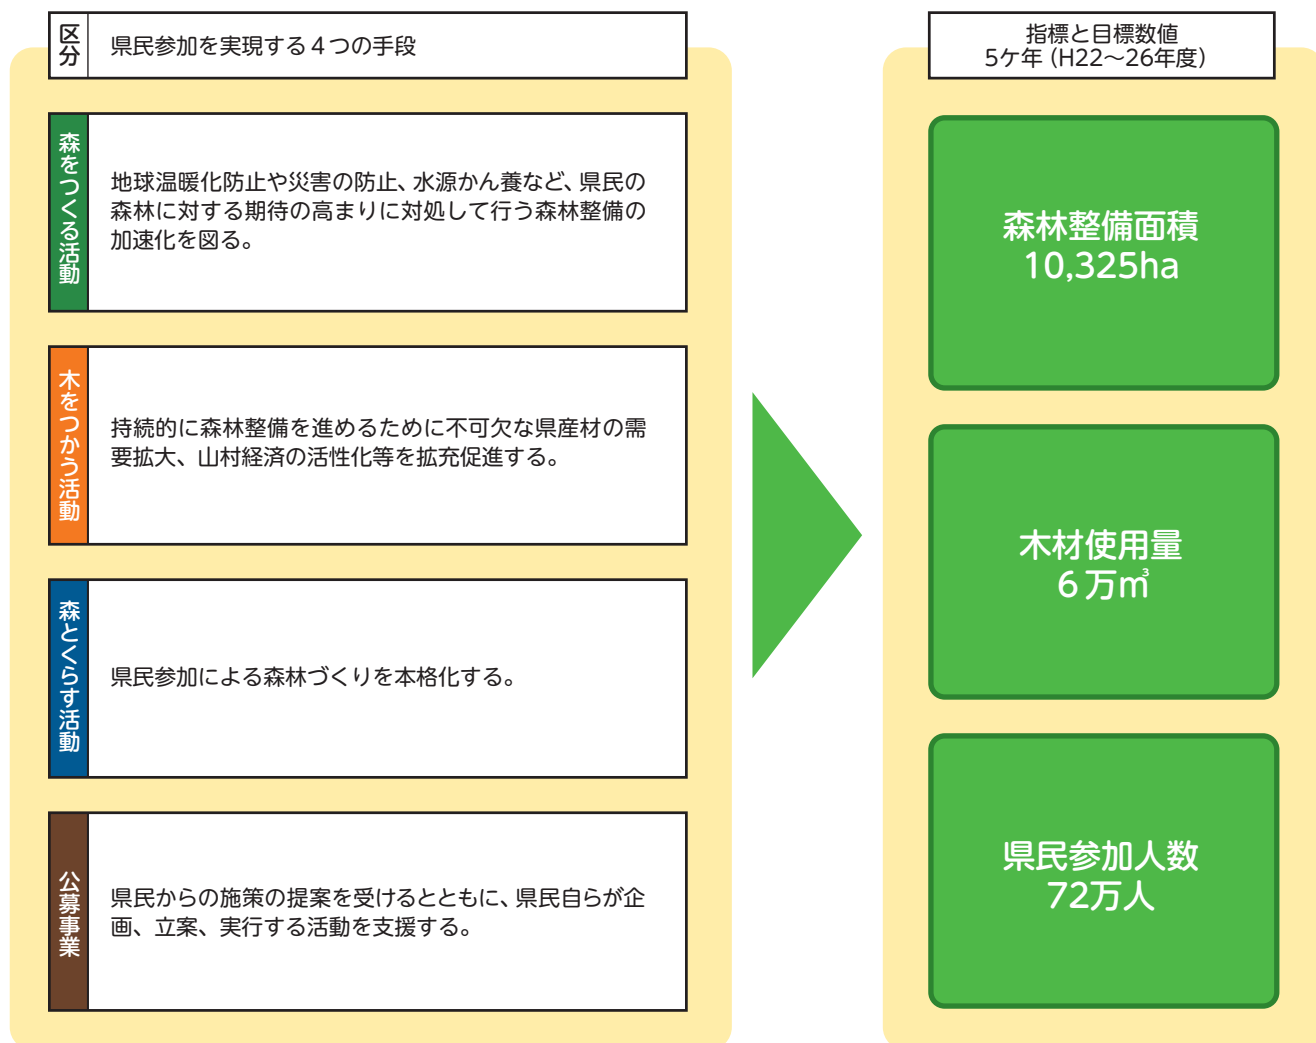 区分
県民参加を実現する４つの手段
森をつくる活動
地球温暖化防止や災害の防止、水源かん養など、県民の
森林に対する期待の高まりに対処して行う森林整備の
加速化を図る。
木をつかう活動
持続的に森林整備を進めるために不可欠な県産材の需
要拡大、山村経済の活性化等を拡充促進する。
森とくらす活動
県民参加による森林づくりを本格化する。
公募事業
県民からの施策の提案を受けるとともに、県民自らが企
画、立案、実行する活動を支援する。
指標と目標数値
5ケ年（H22～26年度）
森林整備面積
10,325ha
木材使用量
６万㎥
県民参加人数
72万人